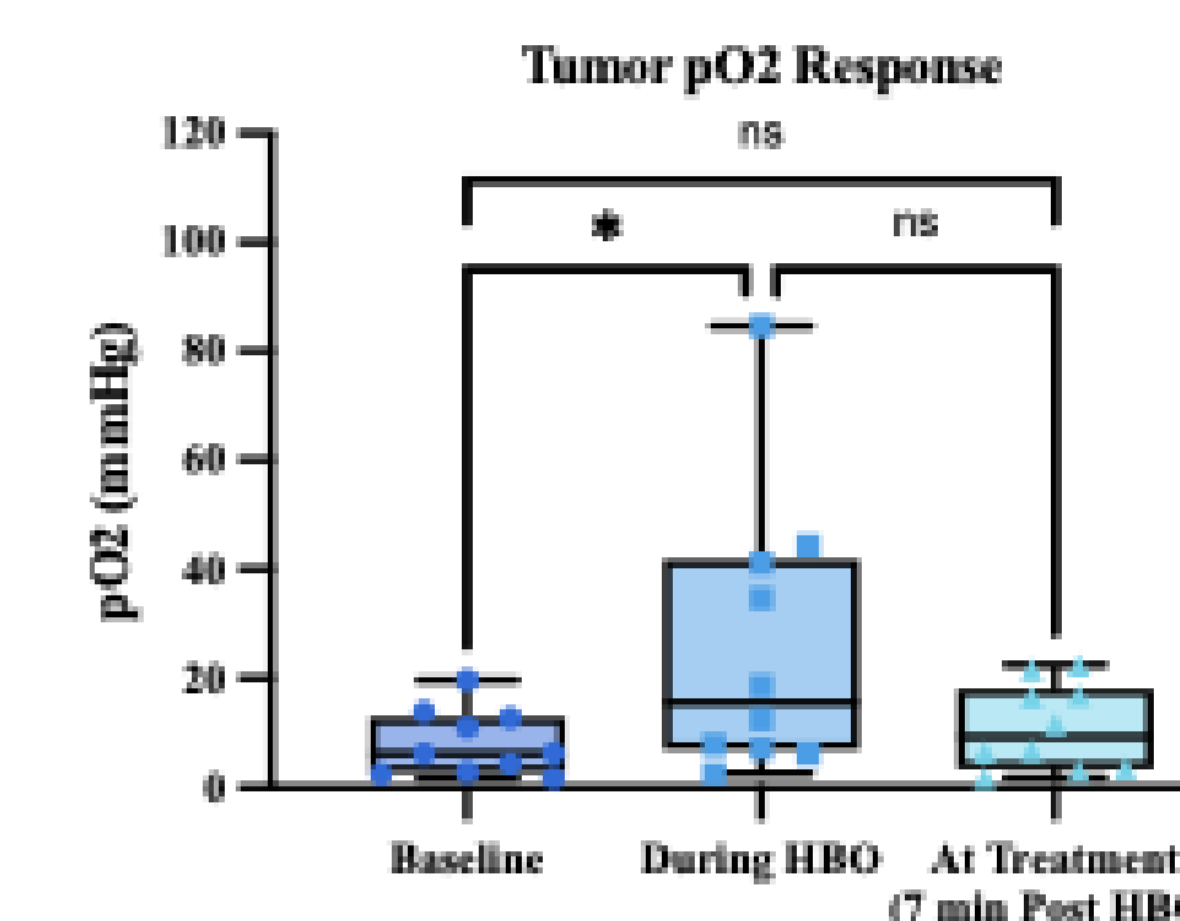 Tumor pO2 Response
ns
* ns
120
100
80
60
40
20
0
pO2 (mmHg)
Baseline During HBO At Treatment
(7 min Post HB